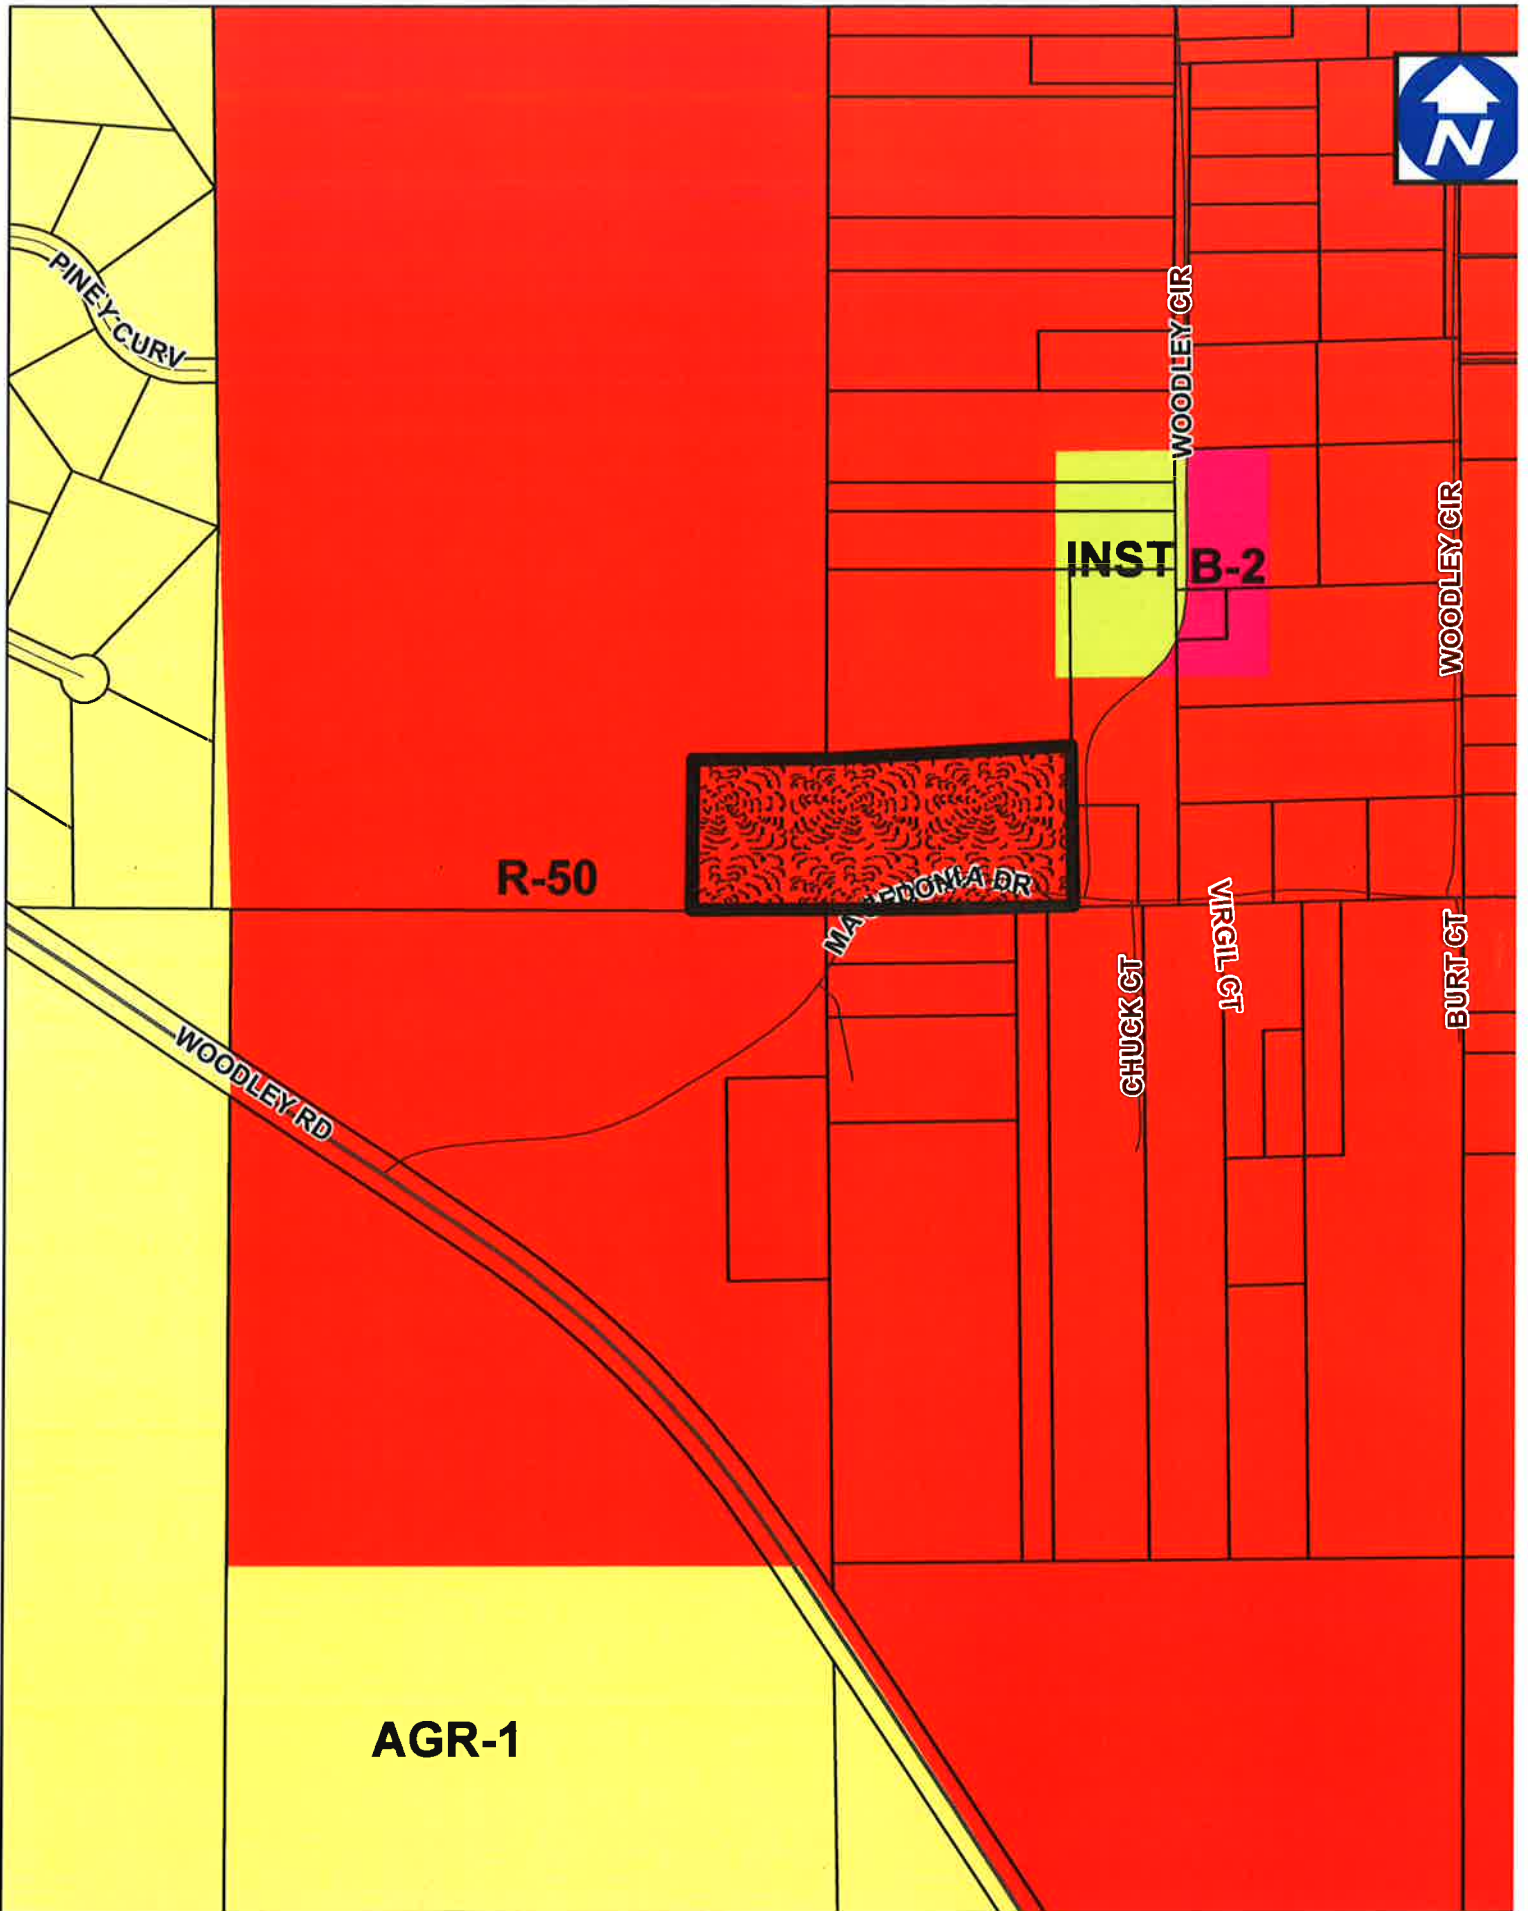 N
PINEY CURV
WOODLEY CIR
WOODLEY CIR
INST
B-2
R-50
MACEDONIA DR
VIRGIL CT
BURT CT
CHUCK CT
WOODLEY RD
AGR-1